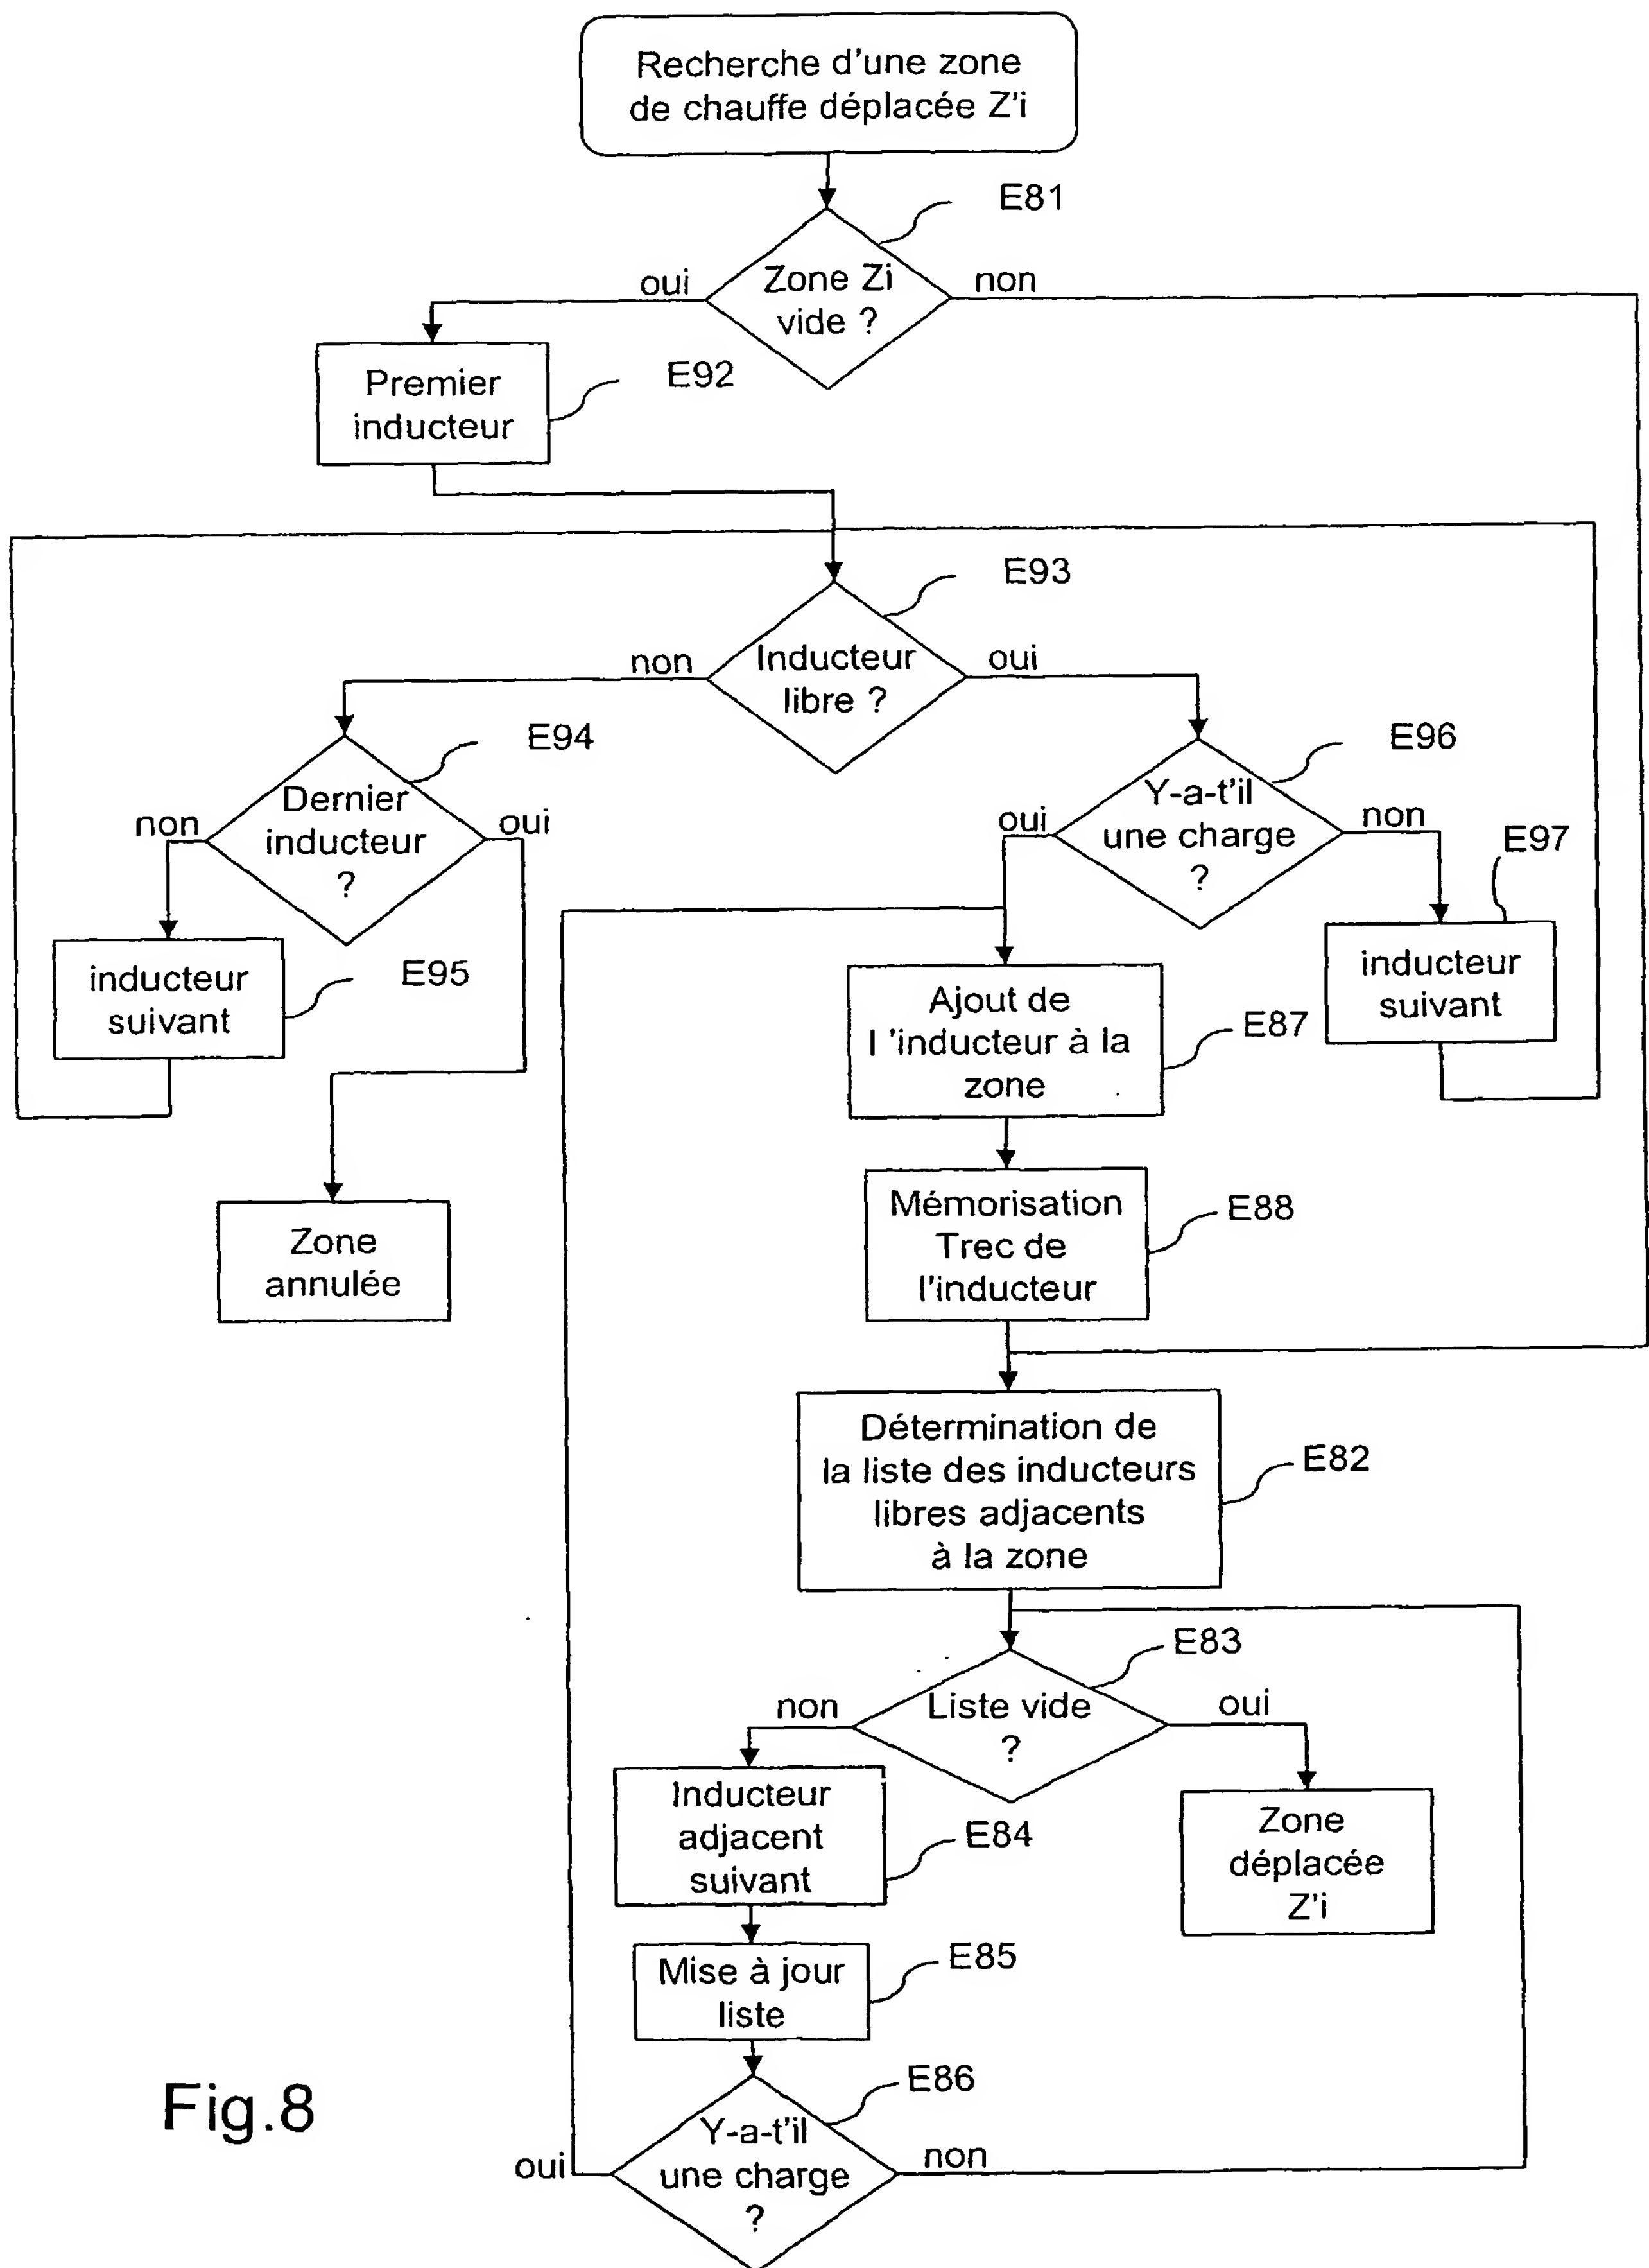 Recherche d'une zone
de chauffe déplacée Z'i
E81
Zone Zi
vide ?
oui
non
Premier
inducteur
E92
E93
Inducteur
libre ?
non
oui
E94
Dernier
inducteur
?
non
oui
E96
Y-a-t'il
une charge
?
oui
non
E97
inducteur
suivant
E95
inducteur
suivant
Ajout de
l 'inducteur à la
zone
E87
Zone
annulée
Mémorisation
Trec de
l'inducteur
E88
Détermination de
la liste des inducteurs
libres adjacents
à la zone
E82
E83
Liste vide
?
non
oui
Inducteur
adjacent
suivant
E84
Zone
déplacée
Z'i
Mise à jour
liste
E85
E86
Y-a-t'il
une charge
?
oui
non
Fig.8